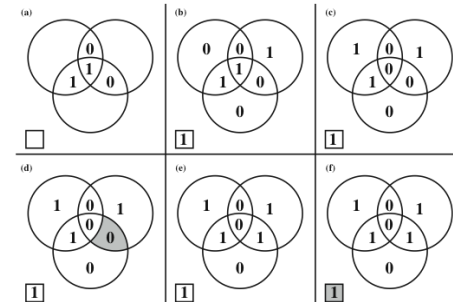 (a) (b) (c)
0 0 0 1 1 0 1
1 1 0
1 0 1 0 1 0
0 0
1 1
(d) (e) (f)
1 0 1 1 0 1 1 0 1
0 0 0
1 0 1 1 1 1
0 0 0
1 1 1